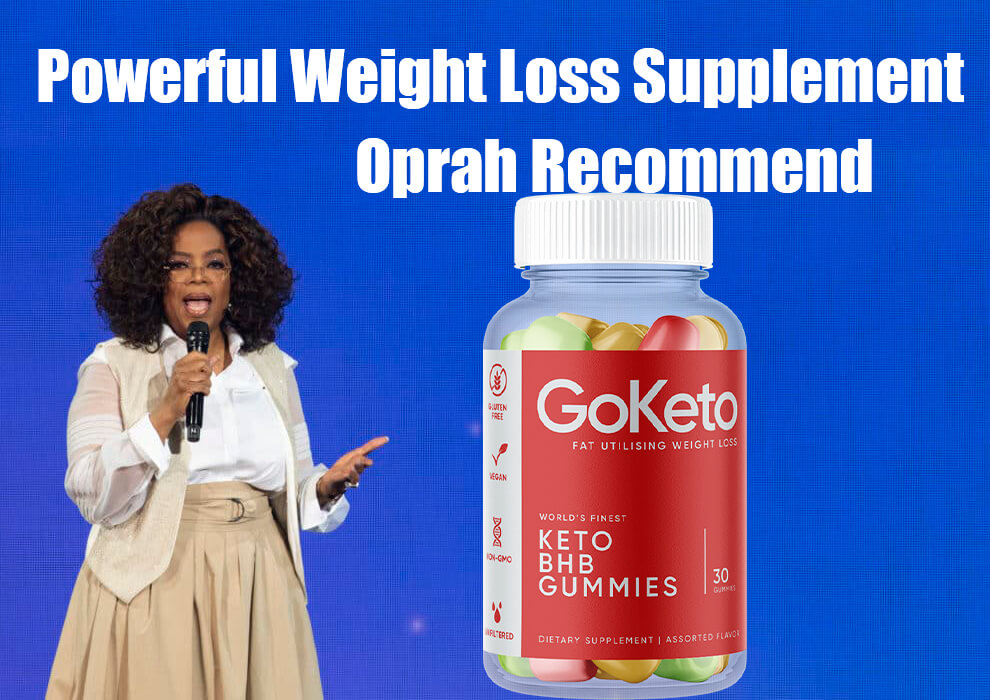 Powerful Weight Loss Supplement
Oprah Recommend
GLUTEN
FREE
VEGAN
NON-GMO
UNFILTERED
GoKeto
FAT UTILISING WEIGHT LOSS
WORLD'S FINEST
KETO
BHB
GUMMIES
30
GUMMIES
DIETARY SUPPLEMENT | ASSORTED FLAVOR